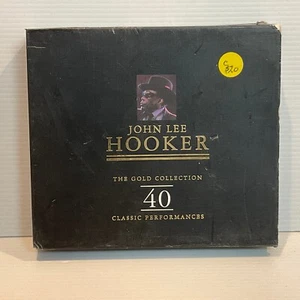 JOHN LEE
HOOKER
THE GOLD COLLECTION
40
CLASSIC PERFORMANCES